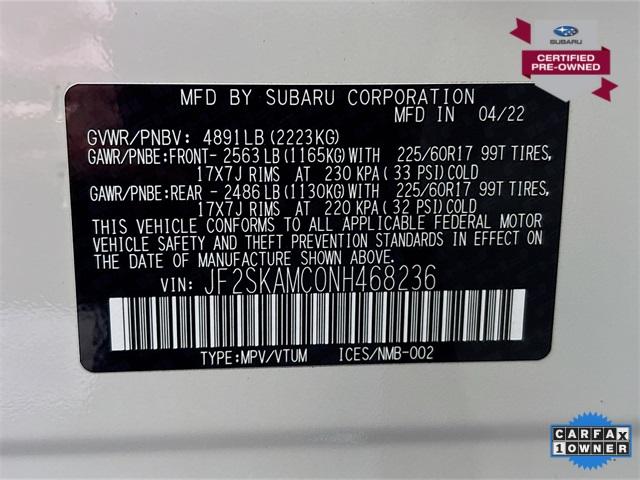 SUBARU
CERTIFIED
PRE-OWNED
MFD BY SUBARU CORPORATION
MFD IN 04/22
GVWR/PNBV: 4891LB(2223KG)
GAWR/PNBE:FRONT- 2563LB(1165KG)WITH 225/60R17 99T TIRES,
17X7J RIMS AT 230 KPA( 33 PSI)COLD
GAWR/PNBE:REAR - 2486LB(1130KG)WITH 225/60R17 99T TIRES,
17X7J RIMS AT 220 KPA( 32 PSI)COLD
THIS VEHICLE CONFORMS TO ALL APPLICABLE FEDERAL MOTOR
VEHICLE SAFETY AND THEFT PREVENTION STANDARDS IN EFFECT ON
THE DATE OF MANUFACTURE SHOWN ABOVE.
VIN: JF2SKAMC0NH468236
TYPE:MPV/VTUM ICES/NMB-002
CARFAX
1 OWNER